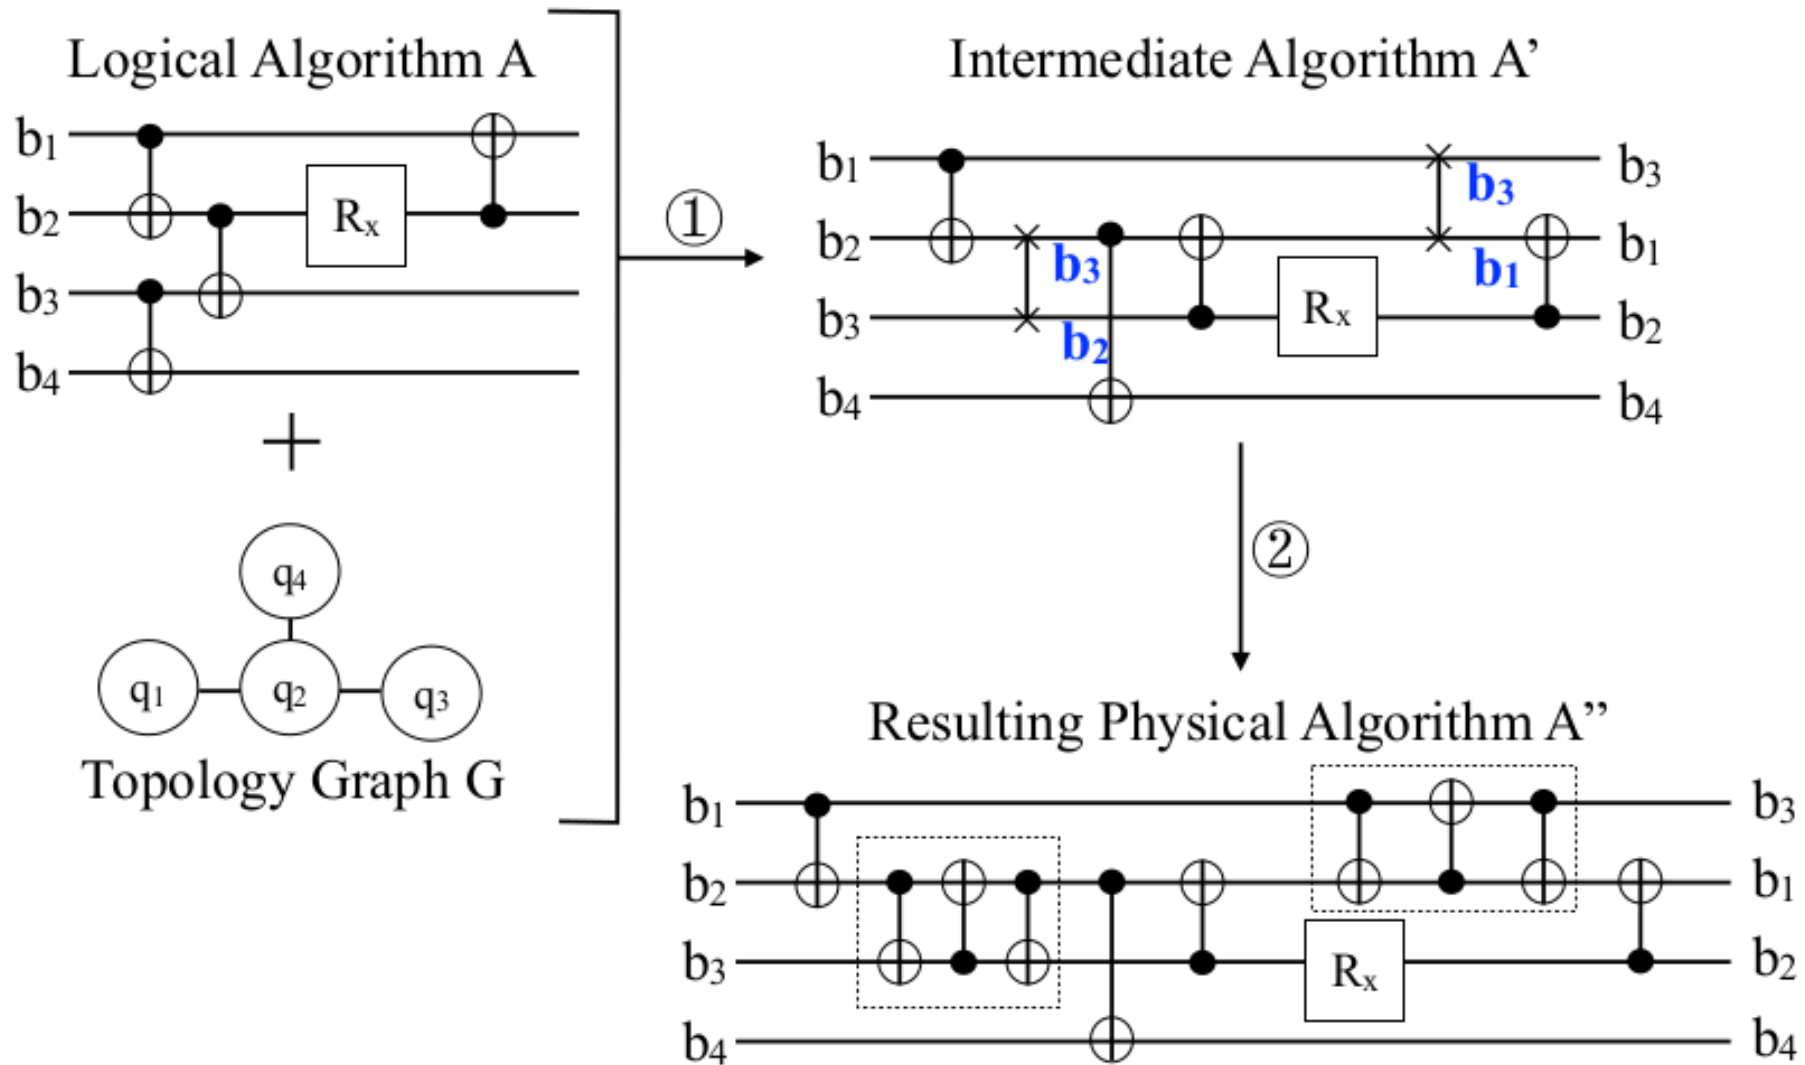 Logical Algorithm A
b1
b2
Rx
b3
b4
+
q4
q1
q2
q3
Topology Graph G
①
Intermediate Algorithm A’
b1
b3
b3
b2
b3
b1
b1
b3
b2
Rx
b2
b4
b4
②
Resulting Physical Algorithm A”
b1
b3
b2
b1
b3
Rx
b2
b4
b4